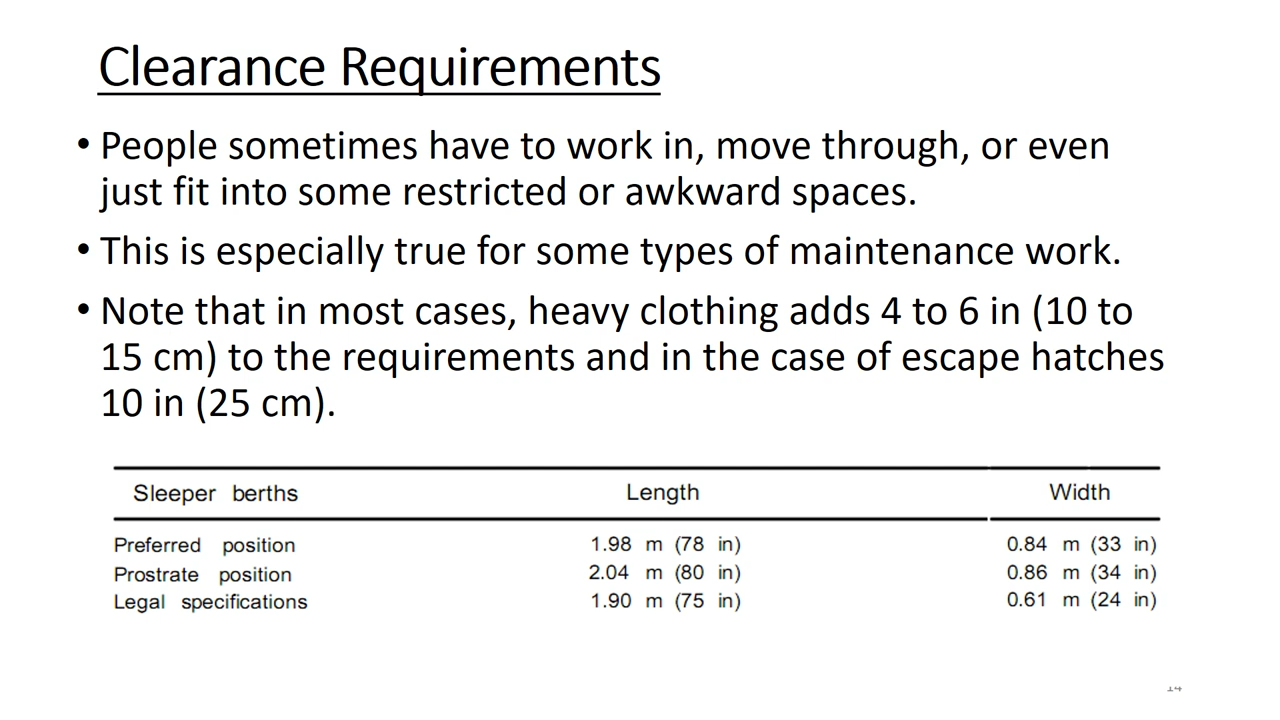 Clearance Requirements
• People sometimes have to work in, move through, or even
just fit into some restricted or awkward spaces.
• This is especially true for some types of maintenance work.
• Note that in most cases, heavy clothing adds 4 to 6 in (10 to
15 cm) to the requirements and in the case of escape hatches
10 in (25 cm).
Sleeper berths Length Width
Preferred position 1.98 m (78 in) 0.84 m (33 in)
Prostrate position 2.04 m (80 in) 0.86 m (34 in)
Legal specifications 1.90 m (75 in) 0.61 m (24 in)